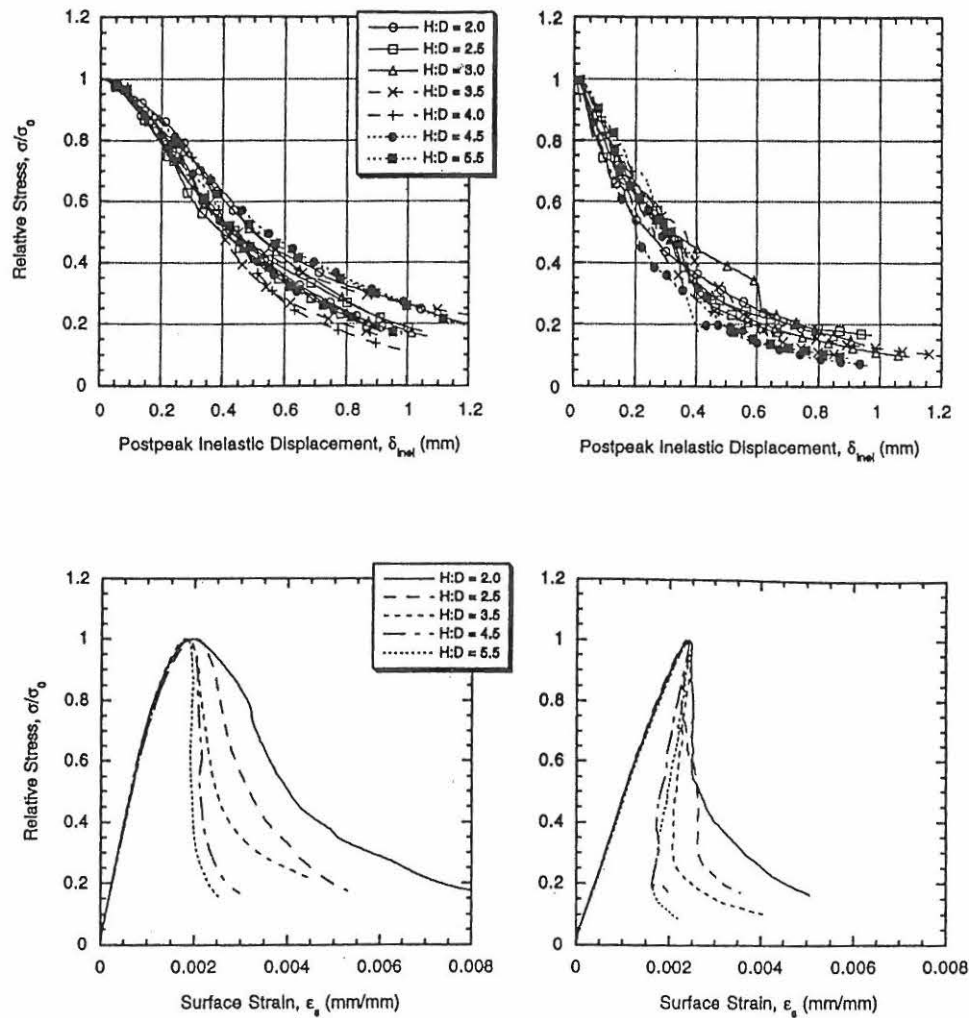 1.2
1
0.8
0.6
0.4
0.2
0
Relative Stress, σ/σ0
0 0.2 0.4 0.6 0.8 1 1.2
Postpeak Inelastic Displacement, δinel (mm)
H:D = 2.0
H:D = 2.5
H:D = 3.0
H:D = 3.5
H:D = 4.0
H:D = 4.5
H:D = 5.5
1.2
1
0.8
0.6
0.4
0.2
0
0 0.2 0.4 0.6 0.8 1 1.2
Postpeak Inelastic Displacement, δinel (mm)
1.2
1
0.8
0.6
0.4
0.2
0
Relative Stress, σ/σ0
0 0.002 0.004 0.006 0.008
Surface Strain, εs (mm/mm)
H:D = 2.0
H:D = 2.5
H:D = 3.5
H:D = 4.5
H:D = 5.5
1.2
1
0.8
0.6
0.4
0.2
0
0 0.002 0.004 0.006 0.008
Surface Strain, εs (mm/mm)